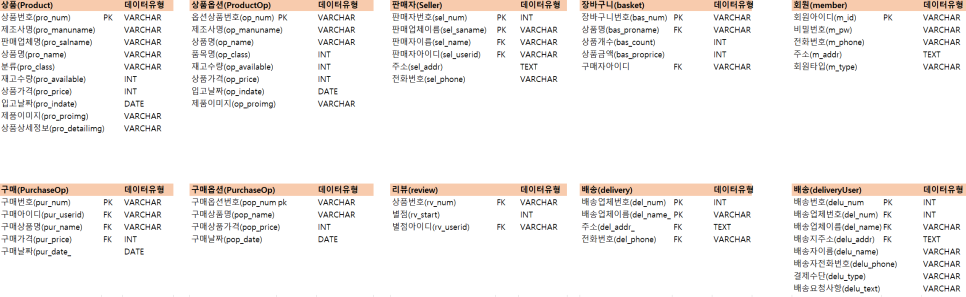 상품(Product) 데이터유형
상품번호(pro_num) PK VARCHAR
제조사명(pro_manuname) VARCHAR
판매업체명(pro_salname) VARCHAR
상품명(pro_name) VARCHAR
분류(pro_class) VARCHAR
재고수량(pro_available) INT
상품가격(pro_price) INT
입고날짜(pro_indate) DATE
제품이미지(pro_proimg) VARCHAR
상품상세정보(pro_detailimg) VARCHAR
상품옵션(ProductOp) 데이터유형
옵션상품번호(op_num) PK VARCHAR
제조사명(op_manuname) VARCHAR
상품명(op_name) VARCHAR
품목명(op_class) INT
재고수량(op_available) INT
상품가격(op_price) INT
입고날짜(op_indate) DATE
제품이미지(op_proimg) VARCHAR
판매자(Seller) 데이터유형
판매자번호(sel_num) PK INT
판매업체이름(sel_saname) PK VARCHAR
판매자이름(sel_name) FK VARCHAR
판매자아이디(sel_userid) FK VARCHAR
주소(sel_addr) TEXT
전화번호(sel_phone) VARCHAR
장바구니(basket) 데이터유형
장바구니번호(bas_num) PK VARCHAR
상품명(bas_proname) FK VARCHAR
상품개수(bas_count) INT
상품금액(bas_proprice) INT
구매자아이디 FK VARCHAR
회원(member) 데이터유형
회원아이디(m_id) PK VARCHAR
비밀번호(m_pw) VARCHAR
전화번호(m_phone) VARCHAR
주소(m_addr) TEXT
회원타입(m_type) VARCHAR
구매(PurchaseOp) 데이터유형
구매번호(pur_num) PK VARCHAR
구매아이디(pur_userid) FK VARCHAR
구매상품명(pur_name) FK VARCHAR
구매가격(pur_price) FK INT
구매날짜(pur_date_ DATE
구매옵션(PurchaseOp) 데이터유형
구매옵션번호(pop_num pk VARCHAR
구매상품명(pop_name) VARCHAR
구매상품가격(pop_price) INT
구매날짜(pop_date) DATE
리뷰(review) 데이터유형
상품번호(rv_num) FK VARCHAR
별점(rv_start) INT
별점아이디(rv_userid) FK VARCHAR
배송(delivery) 데이터유형
배송업체번호(del_num) PK INT
배송업체이름(del_name_ PK VARCHAR
주소(del_addr_ FK TEXT
전화번호(del_phone) FK VARCHAR
배송(deliveryUser) 데이터유형
배송번호(delu_num PK INT
배송업체번호(del_num) FK INT
배송업체이름(del_name) FK VARCHAR
배송지주소(delu_addr) FK TEXT
배송자이름(delu_name) VARCHAR
배송자전화번호(delu_phone) VARCHAR
결제수단(delu_type) VARCHAR
배송요청사항(delu_text) VARCHAR